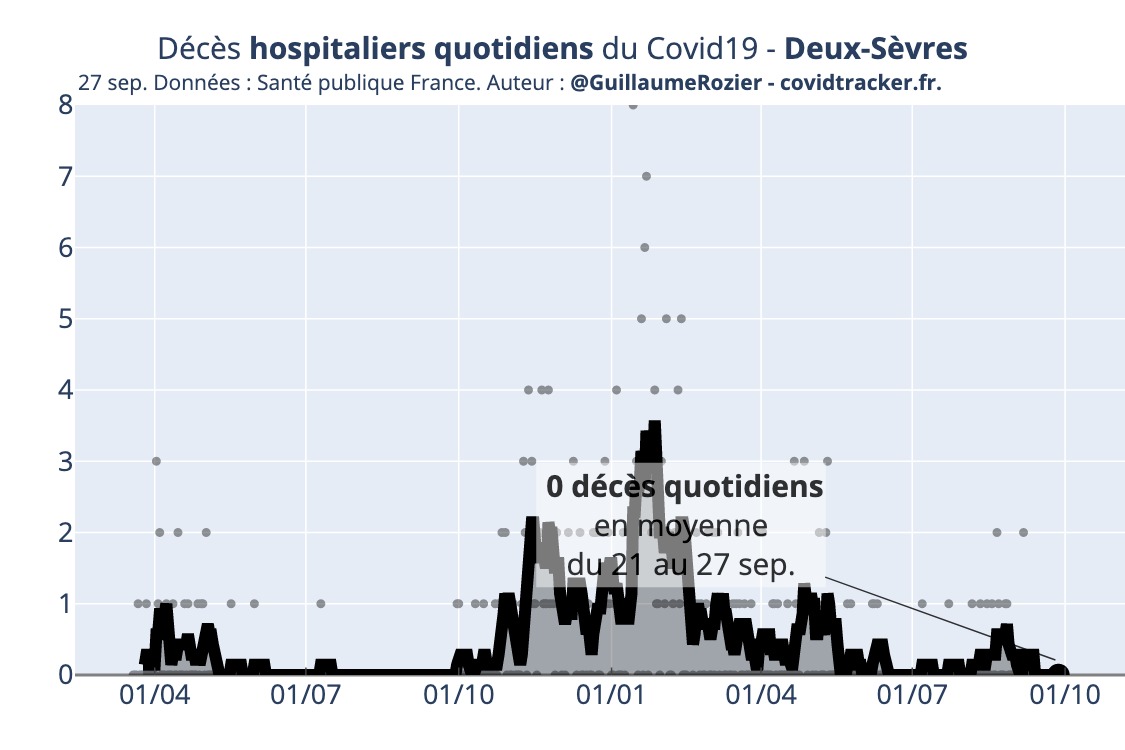 Décès hospitaliers quotidiens du Covid19 - Deux-Sèvres
27 sep. Données : Santé publique France. Auteur : @GuillaumeRozier - covidtracker.fr.
8
7
6
5
4
3
2
1
0
0 décès quotidiens
en moyenne
du 21 au 27 sep.
01/04 01/07 01/10 01/01 01/04 01/07 01/10